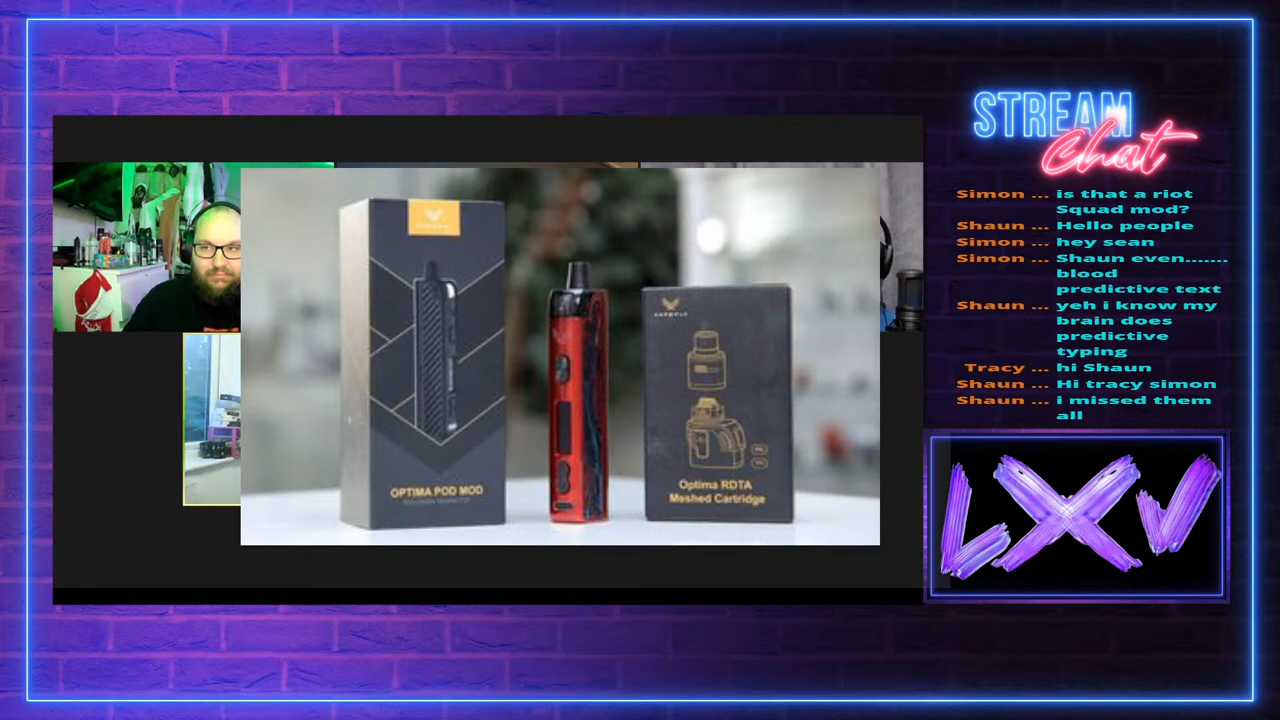 STREAM
Chat
Simon ... is that a riot
Squad mod?
Shaun ... Hello people
Simon ... hey sean
Simon ... Shaun even.......
blood
predictive text
Shaun ... yeh i know my
brain does
predictive
typing
Tracy ... hi Shaun
Shaun ... Hi tracy simon
Shaun ... i missed them
all
OPTIMA POD MOD
Optima RDTA
Meshed Cartridge
LXV